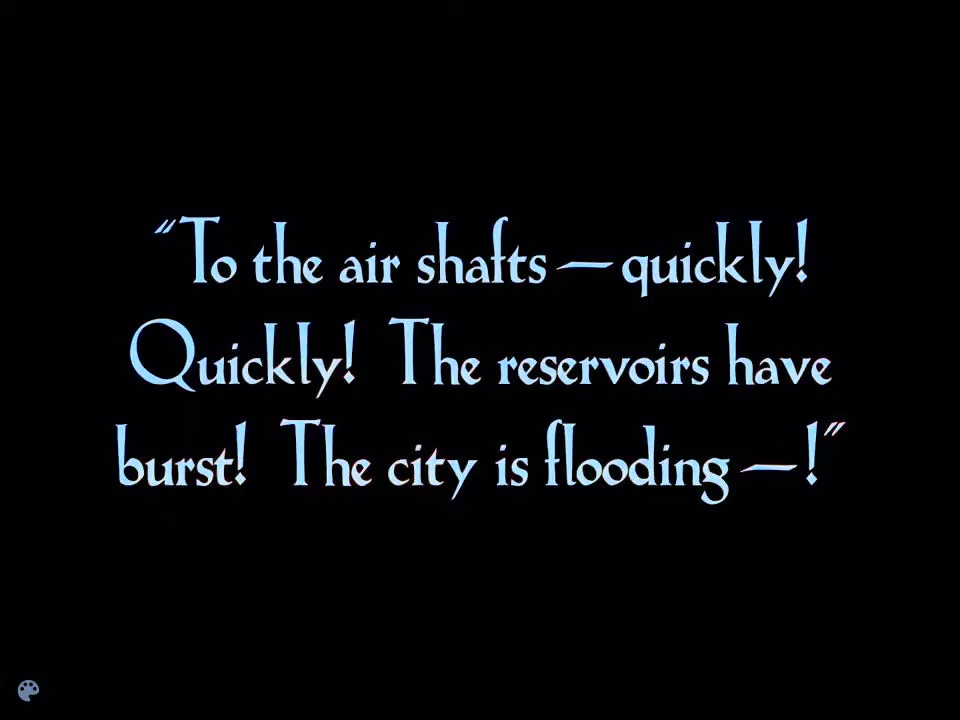 “To the air shafts — quickly!
Quickly! The reservoirs have
burst! The city is flooding — !”